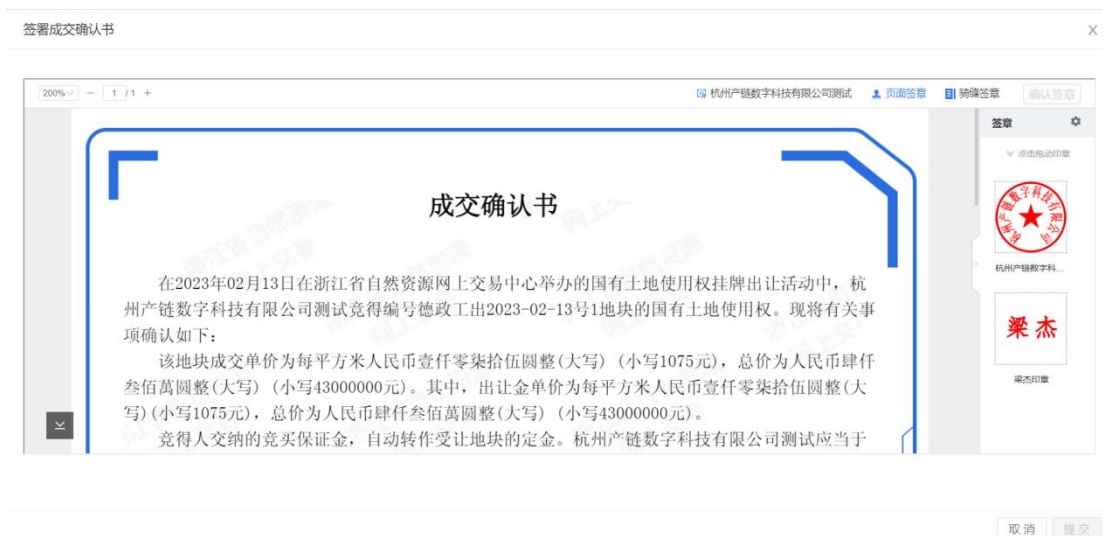 签署成交确认书
200% － 1 / 1 +
杭州产链数字科技有限公司测试 页面签章 骑缝签章 确认签章
签章
点击拖动印章
成交确认书
在2023年02月13日在浙江省自然资源网上交易中心举办的国有土地使用权挂牌出让活动中，杭
州产链数字科技有限公司测试竞得编号德政工出2023-02-13号1地块的国有土地使用权。现将有关事
项确认如下：
该地块成交单价为每平方米人民币壹仟零柒拾伍圆整(大写) (小写1075元)，总价为人民币肆仟
叁佰萬圆整(大写) (小写43000000元)。其中，出让金单价为每平方米人民币壹仟零柒拾伍圆整(大
写)(小写1075元)，总价为人民币肆仟叁佰萬圆整(大写) (小写43000000元)。
竞得人交纳的竞买保证金，自动转作受让地块的定金。杭州产链数字科技有限公司测试应当于
杭州产链数字科技有限公司
杭州产链数字科...
梁杰
梁杰印章
取消 提交